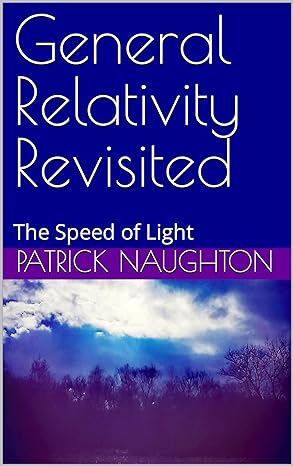 General
Relativity
Revisited
The Speed of Light
PATRICK NAUGHTON